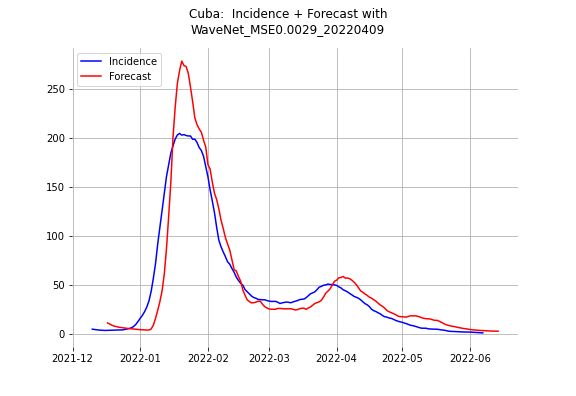 Cuba:  Incidence + Forecast with
WaveNet_MSE0.0029_20220409
Incidence
Forecast
250
200
150
100
50
0
2021-12 2022-01 2022-02 2022-03 2022-04 2022-05 2022-06